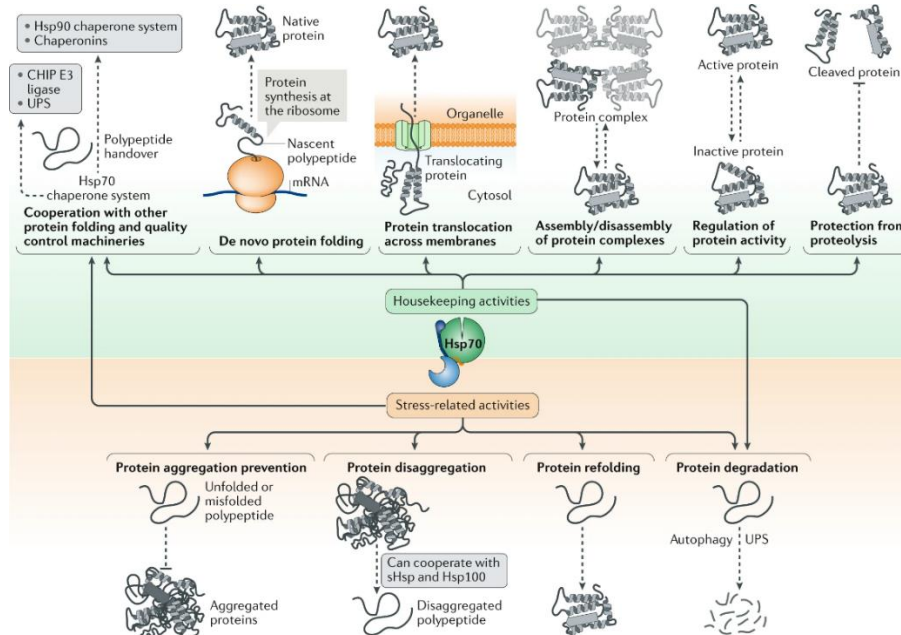 Hsp90 chaperone system
Chaperonins
CHIP E3
ligase
UPS
Polypeptide
handover
Hsp70
chaperone system
Cooperation with other
protein folding and quality
control machineries
Native
protein
Protein
synthesis at
the ribosome
Nascent
polypeptide
mRNA
De novo protein folding
Organelle
Translocating
protein
Cytosol
Protein translocation
across membranes
Protein complex
Assembly/disassembly
of protein complexes
Active protein
Inactive protein
Regulation of
protein activity
Cleaved protein
Protection from
proteolysis
Housekeeping activities
Hsp70
Stress-related activities
Protein aggregation prevention
Unfolded or
misfolded
polypeptide
Aggregated
proteins
Protein disaggregation
Can cooperate with
sHsp and Hsp100
Disaggregated
polypeptide
Protein refolding
Protein degradation
Autophagy
UPS